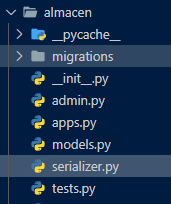 almacen
__pycache__
migrations
__init__.py
admin.py
apps.py
models.py
serializer.py
tests.py